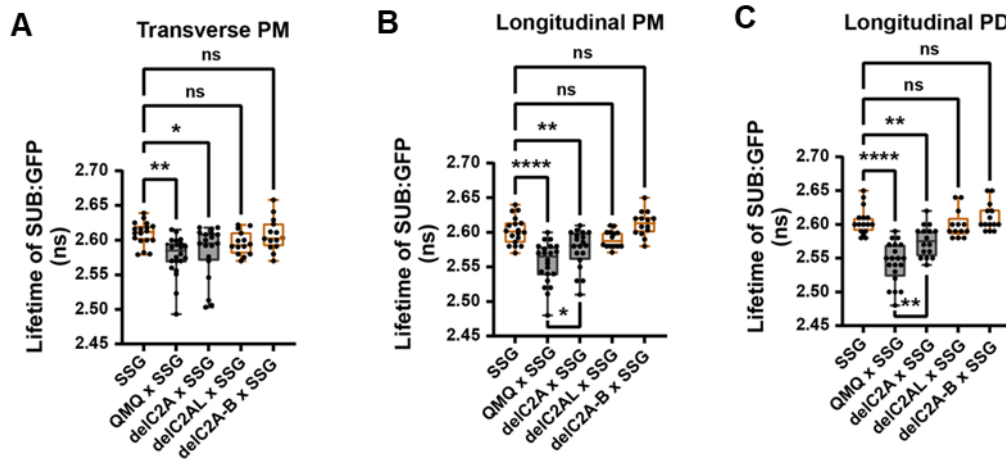 A
Transverse PM
ns
ns
*
**
Lifetime of SUB:GFP
(ns)
2.70
2.65
2.60
2.55
2.50
2.45
SSG
QMQ x SSG
delC2A x SSG
delC2AL x SSG
delC2A-B x SSG
B
Longitudinal PM
ns
ns
**
****
Lifetime of SUB:GFP
(ns)
2.70
2.65
2.60
2.55
2.50
2.45
*
SSG
QMQ x SSG
delC2A x SSG
delC2AL x SSG
delC2A-B x SSG
C
Longitudinal PD
ns
ns
**
****
Lifetime of SUB:GFP
(ns)
2.70
2.65
2.60
2.55
2.50
2.45
**
SSG
QMQ x SSG
delC2A x SSG
delC2AL x SSG
delC2A-B x SSG